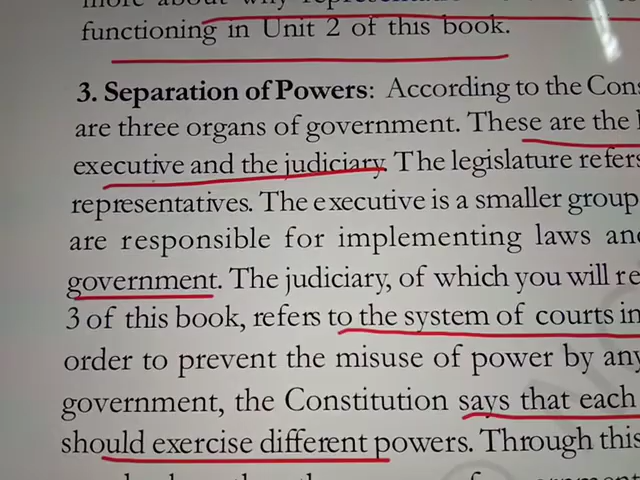 functioning in Unit 2 of this book.
3. Separation of Powers: According to the Cons
are three organs of government. These are the
executive and the judiciary. The legislature refers
representatives. The executive is a smaller group
are responsible for implementing laws and
government. The judiciary, of which you will re
3 of this book, refers to the system of courts in
order to prevent the misuse of power by any
government, the Constitution says that each
should exercise different powers. Through this